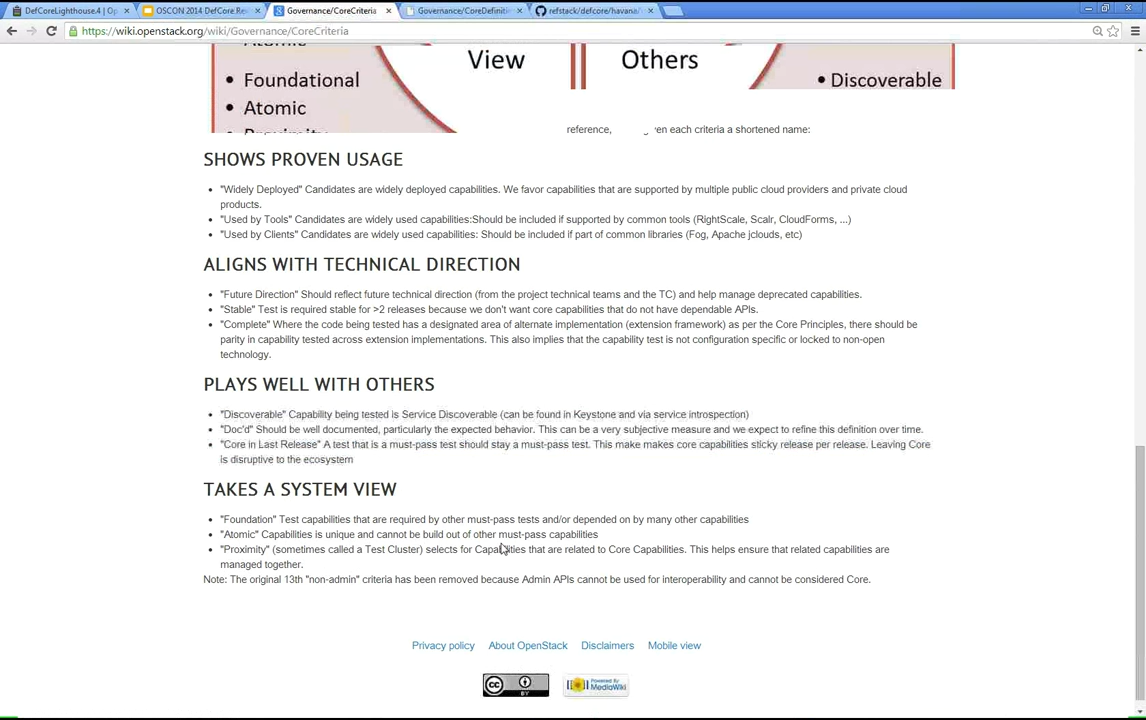 DefCoreLighthouse.4 | Op
OSCON 2014 DefCore.Re
Governance/CoreCriteria
Governance/CoreDefiniti
refstack/defcore/havana/
https://wiki.openstack.org/wiki/Governance/CoreCriteria
View
Others
• Foundational
• Atomic
• Discoverable
reference,
en each criteria a shortened name:
SHOWS PROVEN USAGE
• "Widely Deployed" Candidates are widely deployed capabilities. We favor capabilities that are supported by multiple public cloud providers and private cloud
products.
• "Used by Tools" Candidates are widely used capabilities:Should be included if supported by common tools (RightScale, Scalr, CloudForms, ...)
• "Used by Clients" Candidates are widely used capabilities: Should be included if part of common libraries (Fog, Apache jclouds, etc)
ALIGNS WITH TECHNICAL DIRECTION
• "Future Direction" Should reflect future technical direction (from the project technical teams and the TC) and help manage deprecated capabilities.
• "Stable" Test is required stable for >2 releases because we don't want core capabilities that do not have dependable APIs.
• "Complete" Where the code being tested has a designated area of alternate implementation (extension framework) as per the Core Principles, there should be
parity in capability tested across extension implementations. This also implies that the capability test is not configuration specific or locked to non-open
technology.
PLAYS WELL WITH OTHERS
• "Discoverable" Capability being tested is Service Discoverable (can be found in Keystone and via service introspection)
• "Doc'd" Should be well documented, particularly the expected behavior. This can be a very subjective measure and we expect to refine this definition over time.
• "Core in Last Release" A test that is a must-pass test should stay a must-pass test. This make makes core capabilities sticky release per release. Leaving Core
is disruptive to the ecosystem
TAKES A SYSTEM VIEW
• "Foundation" Test capabilities that are required by other must-pass tests and/or depended on by many other capabilities
• "Atomic" Capabilities is unique and cannot be build out of other must-pass capabilities
• "Proximity" (sometimes called a Test Cluster) selects for Capabilities that are related to Core Capabilities. This helps ensure that related capabilities are
managed together.
Note: The original 13th "non-admin" criteria has been removed because Admin APIs cannot be used for interoperability and cannot be considered Core.
Privacy policy About OpenStack Disclaimers Mobile view
cc BY Powered By MediaWiki